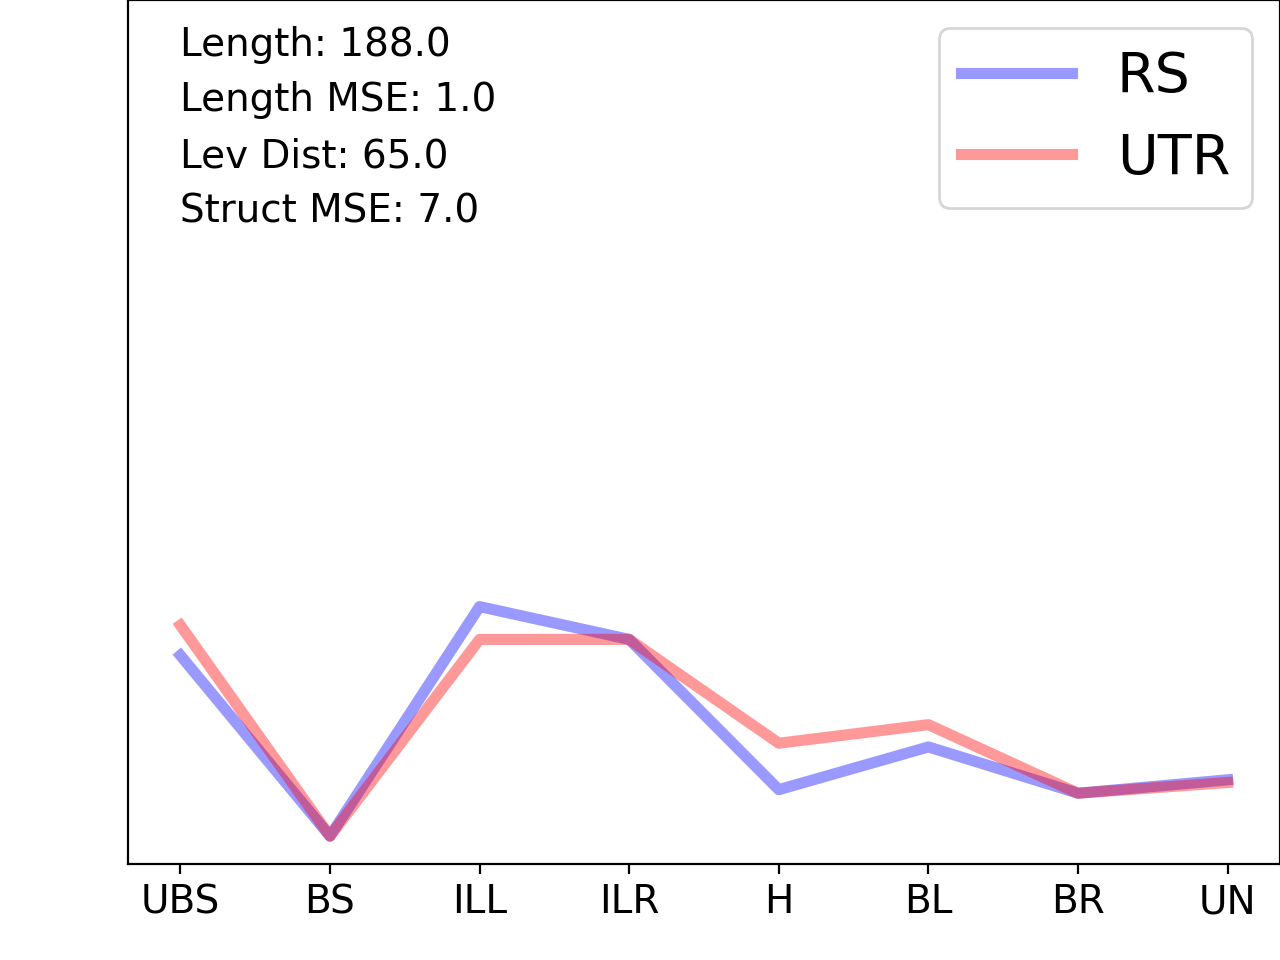 Length: 188.0
Length MSE: 1.0
Lev Dist: 65.0
Struct MSE: 7.0
RS
UTR
UBS BS ILL ILR H BL BR UN